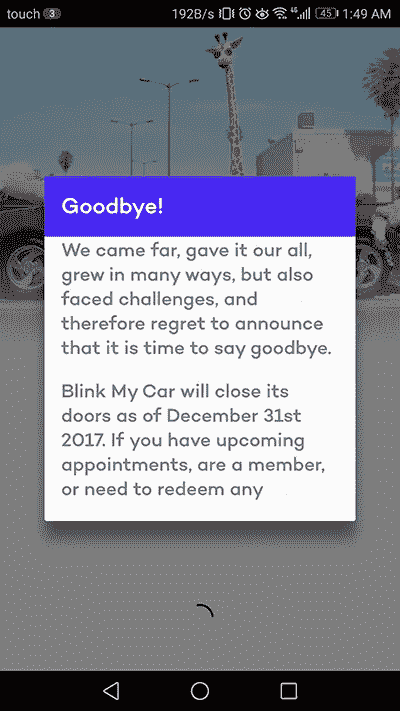 touch 3 192B/s 4G 45 1:49 AM
Goodbye!
We came far, gave it our all,
grew in many ways, but also
faced challenges, and
therefore regret to announce
that it is time to say goodbye.
Blink My Car will close its
doors as of December 31st
2017. If you have upcoming
appointments, are a member,
or need to redeem any